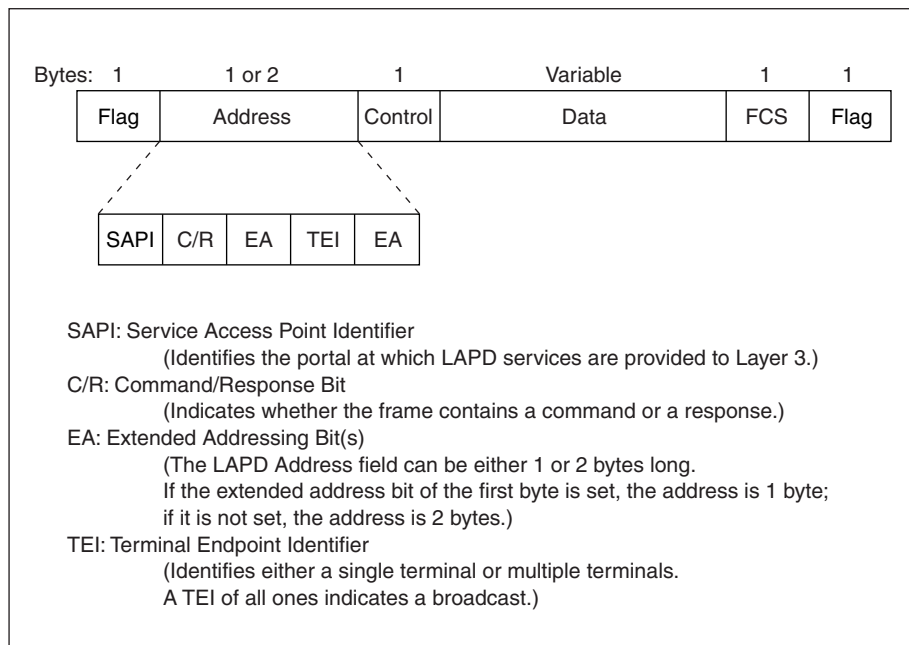 Bytes: 1 1 or 2 1 Variable 1 1
Flag Address Control Data FCS Flag
SAPI C/R EA TEI EA
SAPI: Service Access Point Identifier
(Identifies the portal at which LAPD services are provided to Layer 3.)
C/R: Command/Response Bit
(Indicates whether the frame contains a command or a response.)
EA: Extended Addressing Bit(s)
(The LAPD Address field can be either 1 or 2 bytes long.
If the extended address bit of the first byte is set, the address is 1 byte;
if it is not set, the address is 2 bytes.)
TEI: Terminal Endpoint Identifier
(Identifies either a single terminal or multiple terminals.
A TEI of all ones indicates a broadcast.)